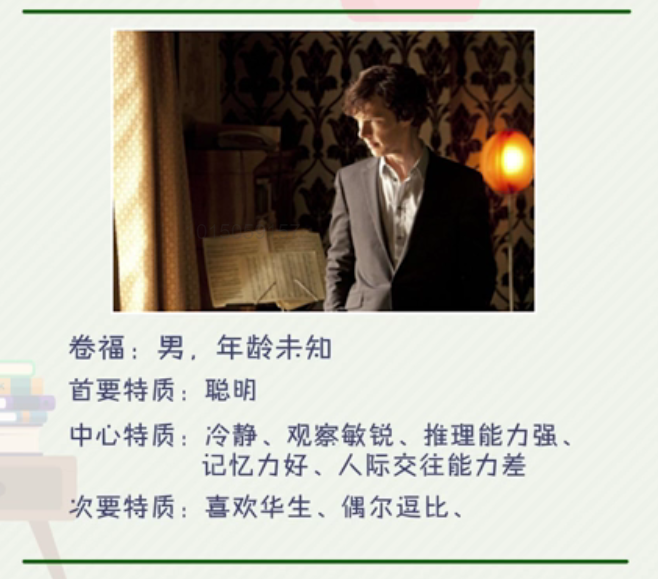 卷福：男，年龄未知
首要特质：聪明
中心特质：冷静、观察敏锐、推理能力强、
记忆力好、人际交往能力差
次要特质：喜欢华生、偶尔逗比、